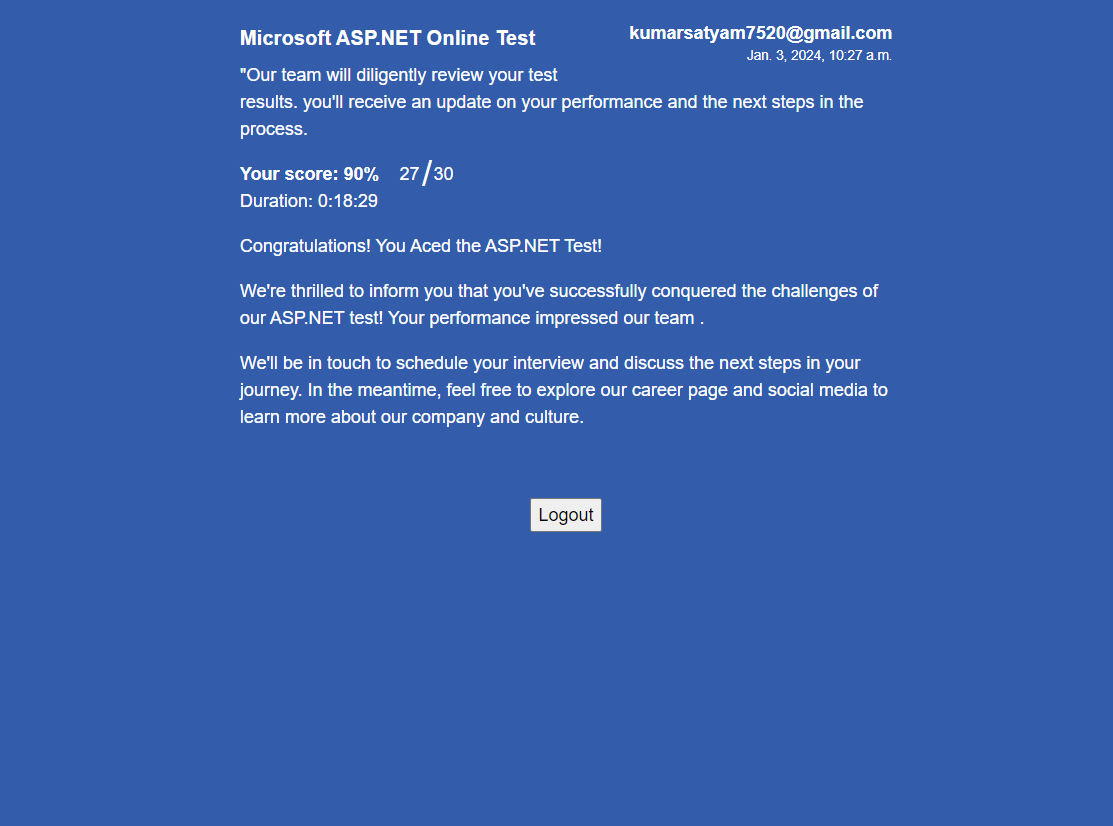 Microsoft ASP.NET Online Test
kumarsatyam7520@gmail.com
Jan. 3, 2024, 10:27 a.m.
"Our team will diligently review your test
results. you'll receive an update on your performance and the next steps in the
process.
Your score: 90% 27/30
Duration: 0:18:29
Congratulations! You Aced the ASP.NET Test!
We're thrilled to inform you that you've successfully conquered the challenges of
our ASP.NET test! Your performance impressed our team .
We'll be in touch to schedule your interview and discuss the next steps in your
journey. In the meantime, feel free to explore our career page and social media to
learn more about our company and culture.
Logout